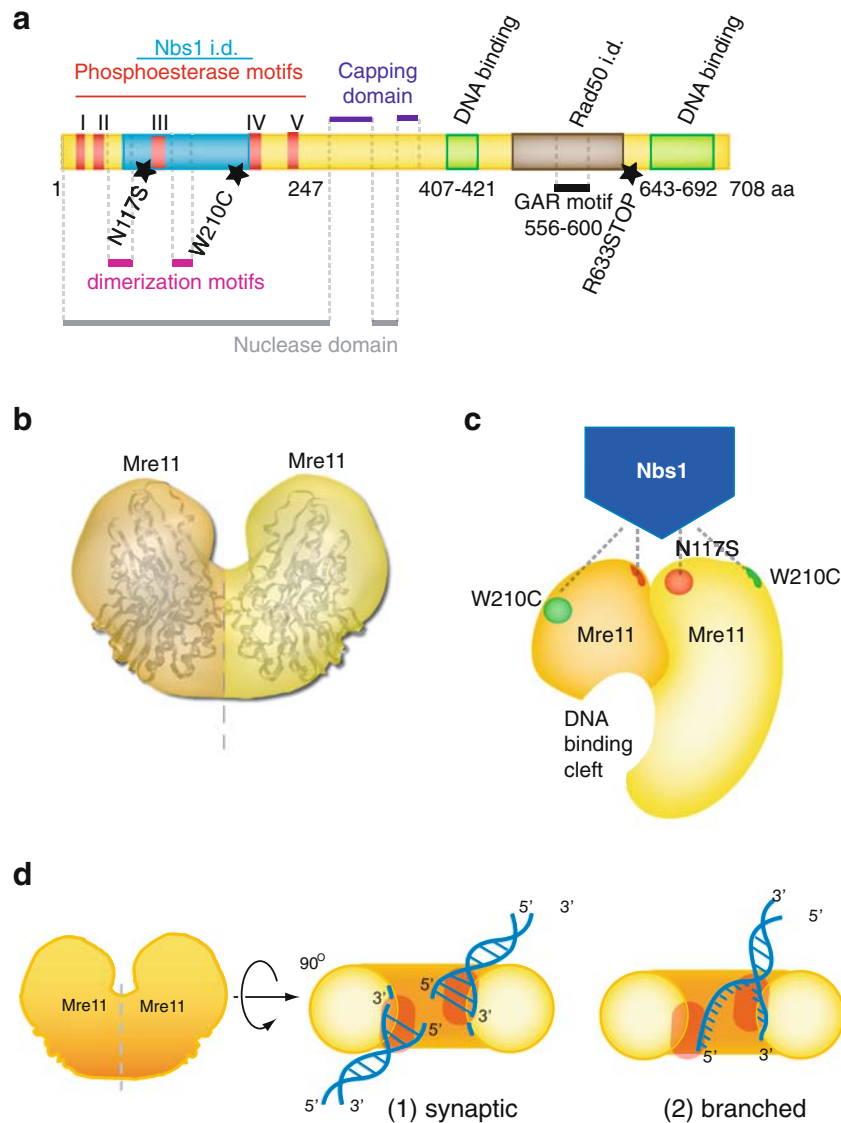 a
Nbs1 i.d.
Phosphoesterase motifs
Capping
domain
DNA binding
Rad50 i.d.
DNA binding
I II III IV V
1 247 407-421 643-692 708 aa
GAR motif
556-600
N117S
W210C
R633STOP
dimerization motifs
Nuclease domain
b
Mre11 Mre11
c
Nbs1
N117S
W210C W210C
Mre11 Mre11
DNA
binding
cleft
d
Mre11 Mre11
90°
5' 3'
5'
3'
3'
5'
5' 3'
(1) synaptic
3'
5'
5' 3'
(2) branched